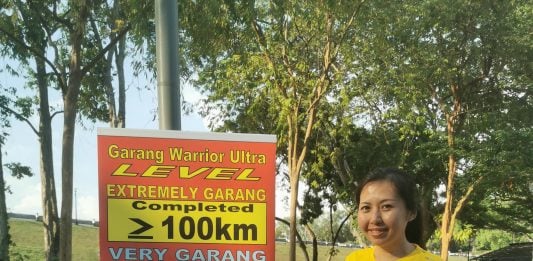 Garang Warrior Ultra
LEVEL
EXTREMELY GARANG
Completed
≥ 100km
VERY GARANG